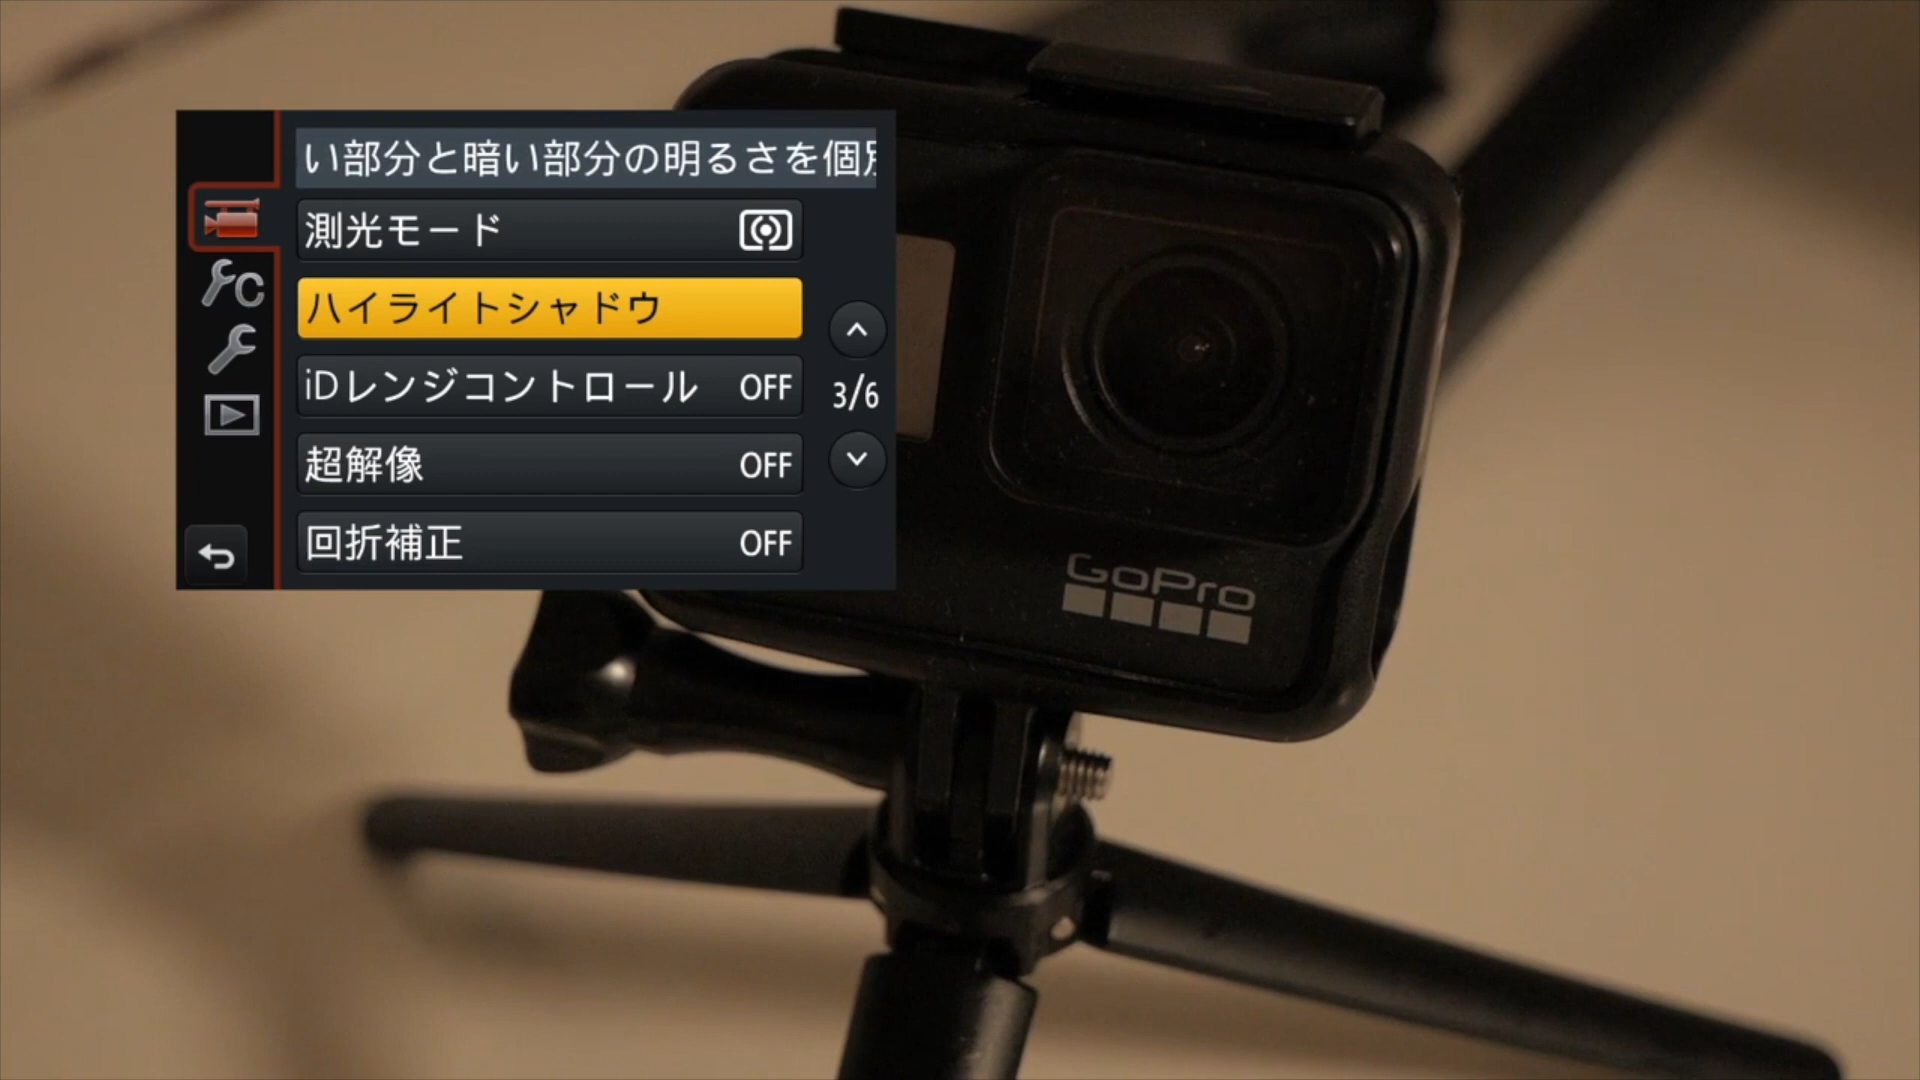 い部分と暗い部分の明るさを個
測光モード
ハイライトシャドウ
iDレンジコントロール OFF
3/6
超解像 OFF
回折補正 OFF
C
GoPro